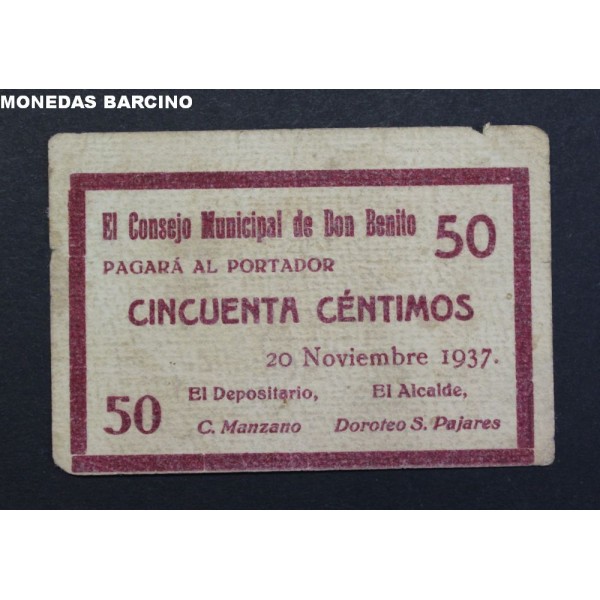 MONEDAS BARCINO
El Consejo Municipal de Don Benito 50
PAGARÁ AL PORTADOR
CINCUENTA CÉNTIMOS
20 Noviembre 1937.
50 El Depositario, El Alcalde,
C. Manzano Doroteo S. Pajares